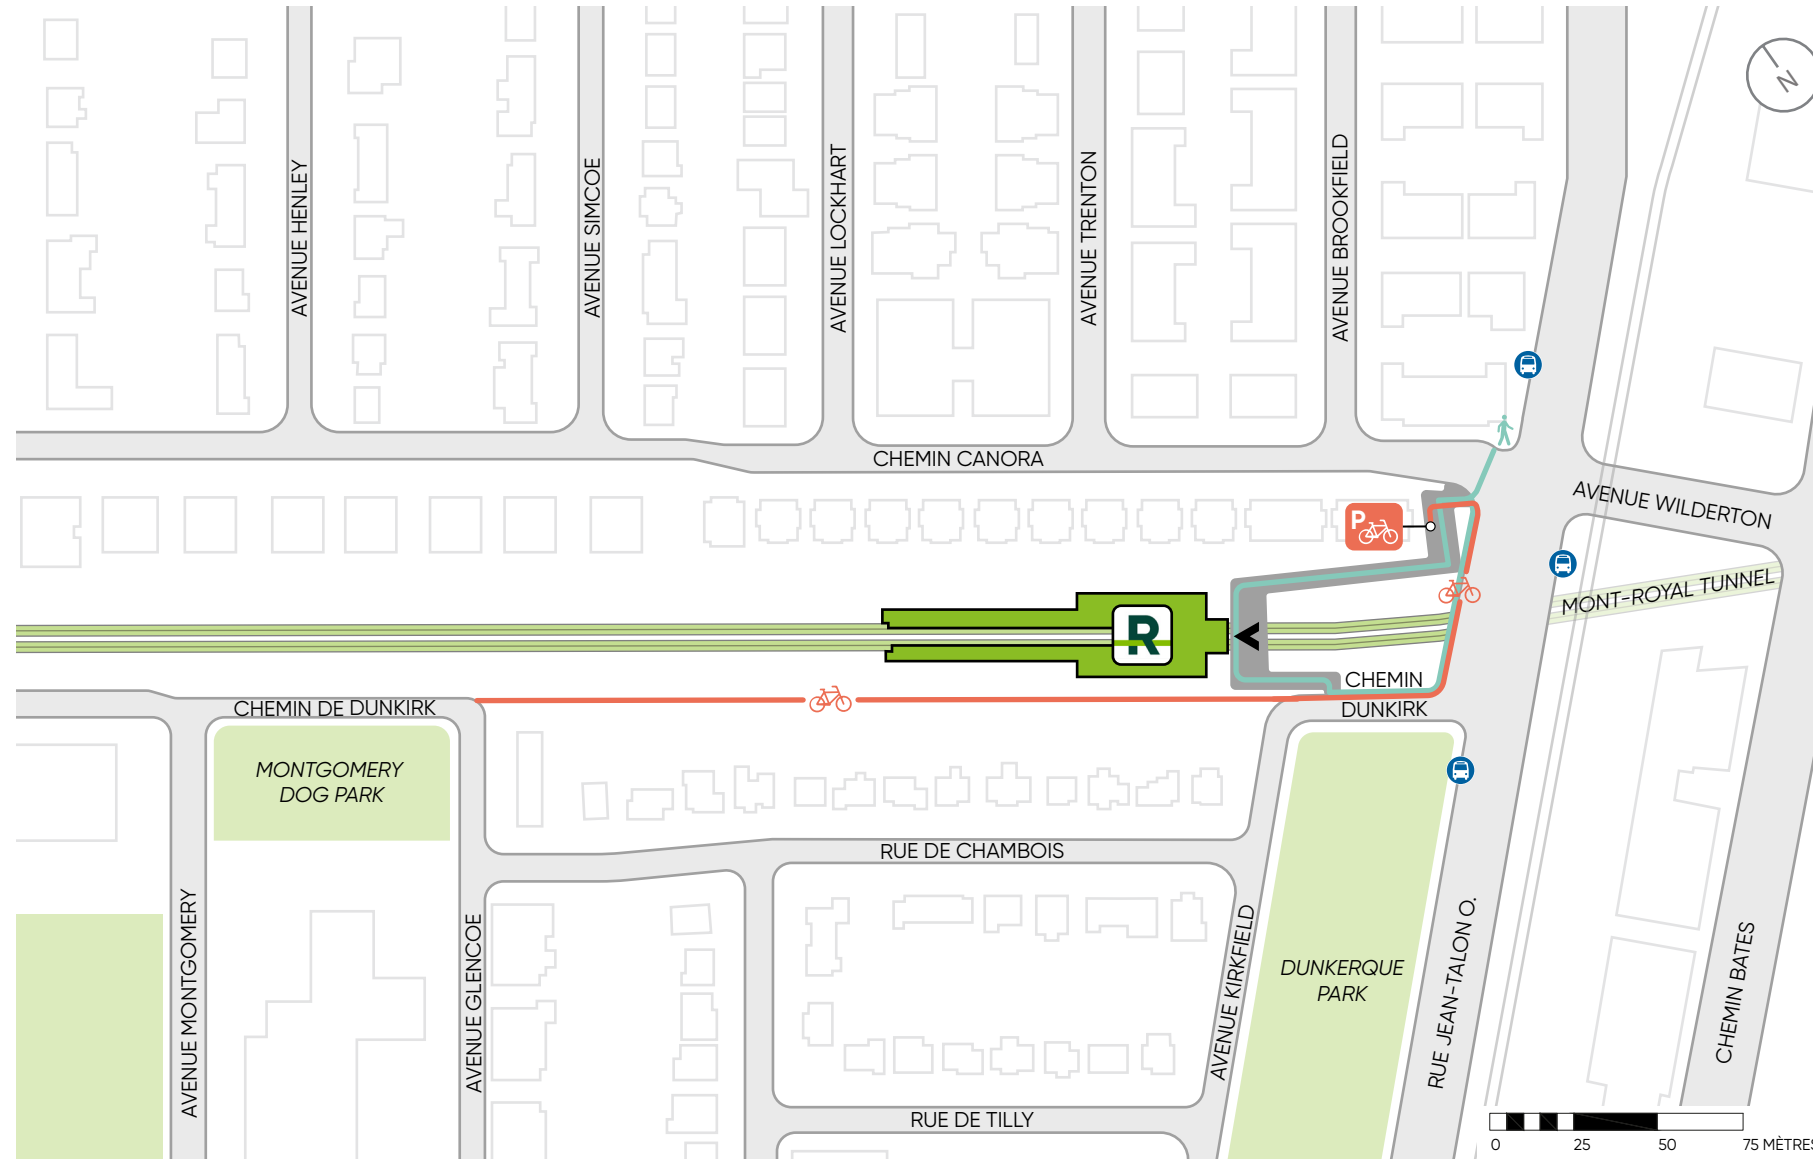 N
AVENUE HENLEY
AVENUE SIMCOE
AVENUE LOCKHART
AVENUE TRENTON
AVENUE BROOKFIELD
CHEMIN CANORA
AVENUE WILDERTON
P
MONT-ROYAL TUNNEL
R
CHEMIN
DUNKIRK
CHEMIN DE DUNKIRK
MONTGOMERY
DOG PARK
RUE DE CHAMBOIS
AVENUE MONTGOMERY
AVENUE GLENCOE
AVENUE KIRKFIELD
DUNKERQUE
PARK
RUE JEAN-TALON O.
CHEMIN BATES
RUE DE TILLY
0 25 50 75 MÈTRES